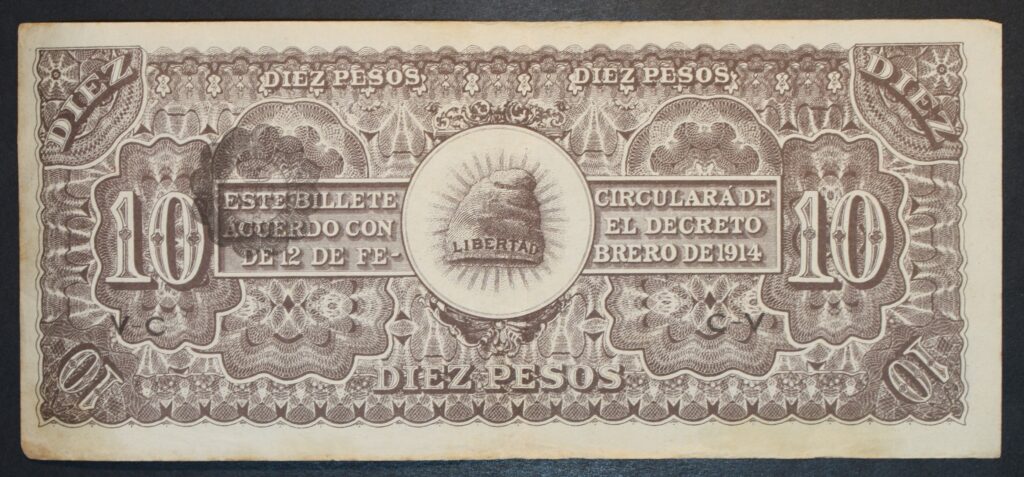 DIEZ
DIEZ PESOS
DIEZ PESOS
DIEZ
10
ESTE BILLETE CIRCULARÁ DE
ACUERDO CON EL DECRETO
DE 12 DE FE- BRERO DE 1914
LIBERTAD
10
V-C
C-V
10
DIEZ PESOS
10